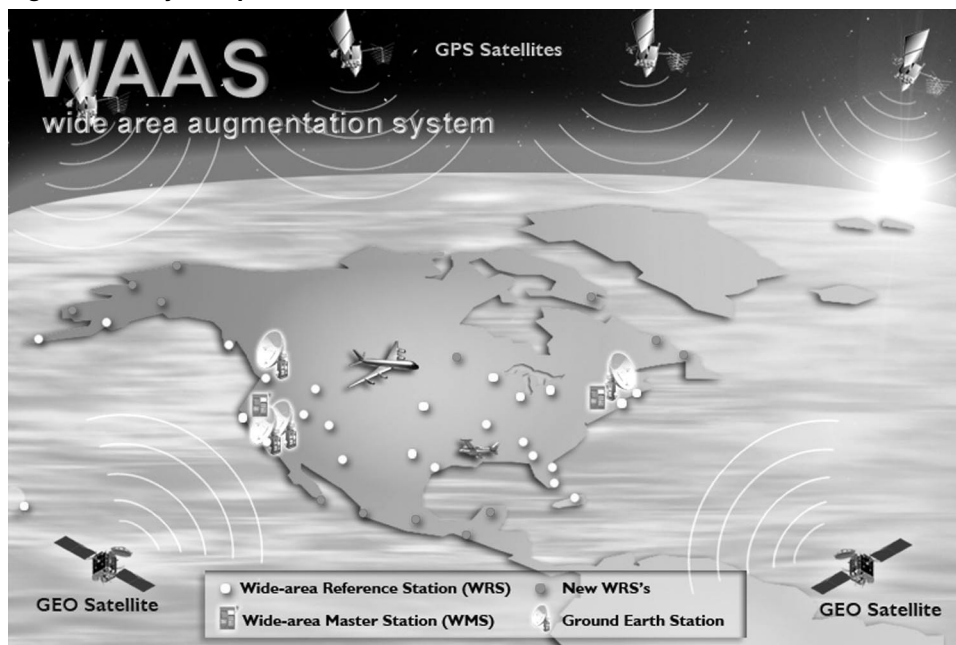 WAAS
GPS Satellites
wide area augmentation system
GEO Satellite
GEO Satellite
Wide-area Reference Station (WRS)
New WRS's
Wide-area Master Station (WMS)
Ground Earth Station